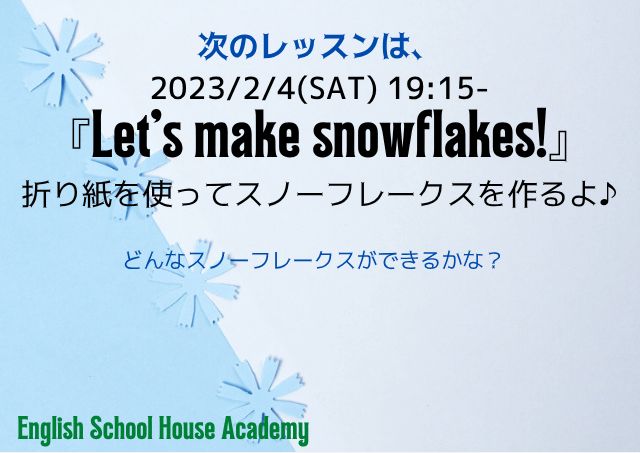 次のレッスンは、
2023/2/4(SAT) 19:15-
『Let's make snowflakes!』
折り紙を使ってスノーフレークスを作るよ♪
どんなスノーフレークスができるかな？
English School House Academy